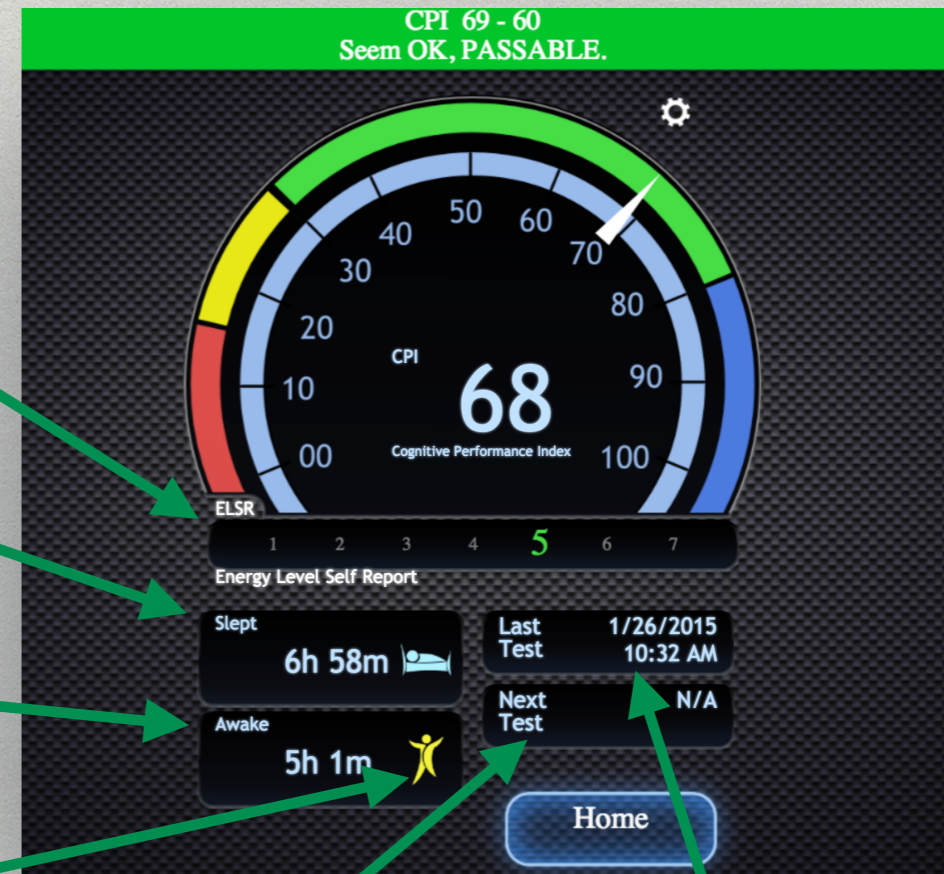 CPI 69 - 60
Seem OK, PASSABLE.
00
10
20
30
40
50
60
70
80
90
100
CPI
68
Cognitive Performance Index
ELSR
1 2 3 4 5 6 7
Energy Level Self Report
Slept
6h 58m
Awake
5h 1m
Last Test
1/26/2015
10:32 AM
Next Test
N/A
Home